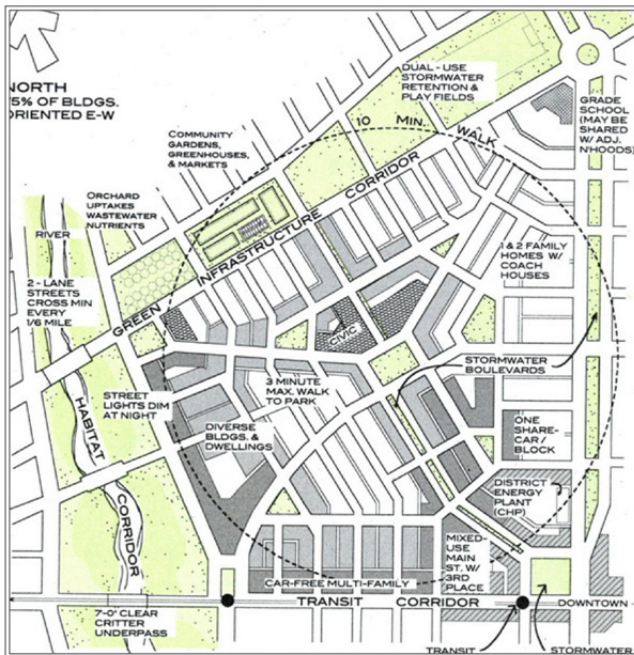 NORTH
5% OF BLDGS.
ORIENTED E-W
DUAL - USE
STORMWATER
RETENTION &
PLAY FIELDS
GRADE
SCHOOL
(MAY BE
SHARED
W/ ADJ.
N'HOODS)
10 MIN. WALK
COMMUNITY
GARDENS,
GREENHOUSES,
& MARKETS
ORCHARD
UPTAKES
WASTEWATER
NUTRIENTS
RIVER
2 - LANE
STREETS
CROSS MIN
EVERY
1/6 MILE
GREEN INFRASTRUCTURE CORRIDOR
1 & 2 FAMILY
HOMES W/
COACH
HOUSES
CIVIC
STORMWATER
BOULEVARDS
3 MINUTE
MAX. WALK
TO PARK
STREET
LIGHTS DIM
AT NIGHT
DIVERSE
BLDGS. &
DWELLINGS
ONE
SHARE-
CAR /
BLOCK
HABITAT
CORRIDOR
DISTRICT
ENERGY
PLANT
(CHP)
MIXED-
USE MAIN
ST. W/
3RD
PLACE
CAR-FREE MULTI-FAMILY
TRANSIT CORRIDOR
DOWNTOWN
7'-0" CLEAR
CRITTER
UNDERPASS
TRANSIT
STORMWATER